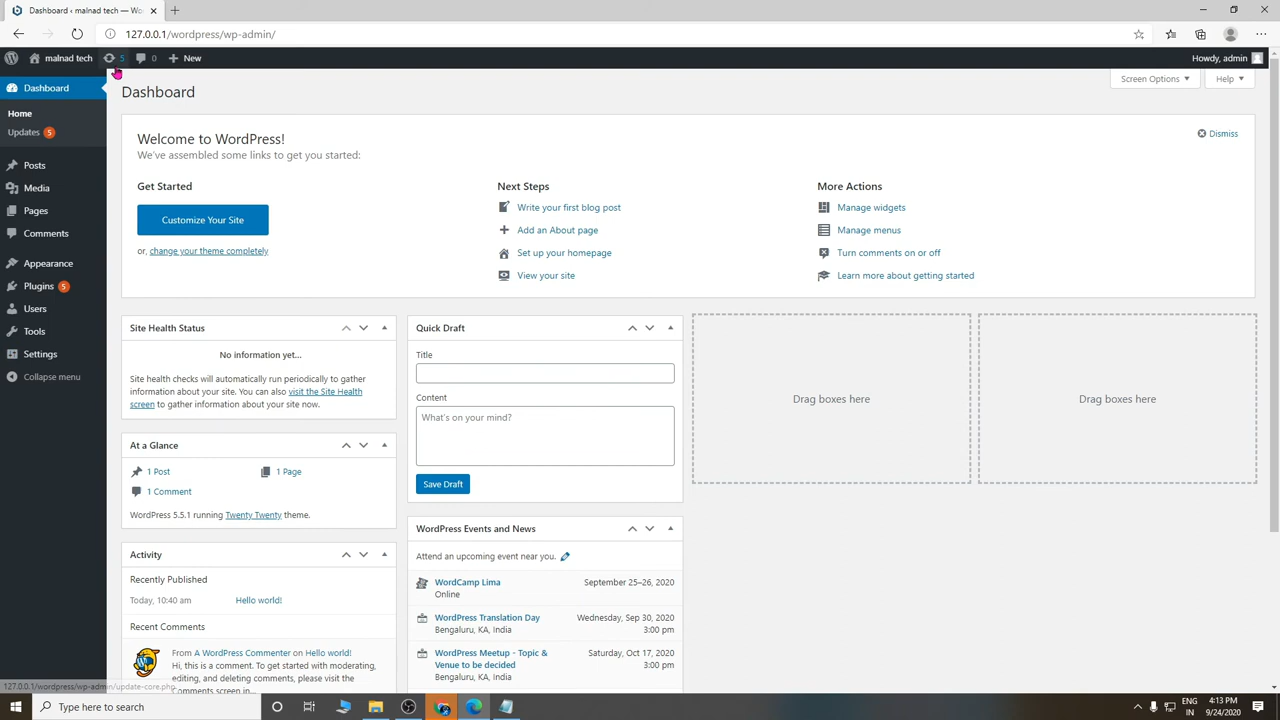 Dashboard ‹ malnad tech — Wo
127.0.0.1/wordpress/wp-admin/
malnad tech
5
0
New
Howdy, admin
Dashboard
Home
Updates 5
Posts
Media
Pages
Comments
Appearance
Plugins 5
Users
Tools
Settings
Collapse menu
Screen Options
Help
Dashboard
Welcome to WordPress!
We've assembled some links to get you started:
Dismiss
Get Started
Customize Your Site
or, change your theme completely
Next Steps
Write your first blog post
Add an About page
Set up your homepage
View your site
More Actions
Manage widgets
Manage menus
Turn comments on or off
Learn more about getting started
Site Health Status
No information yet...
Site health checks will automatically run periodically to gather
information about your site. You can also visit the Site Health
screen to gather information about your site now.
At a Glance
1 Post
1 Page
1 Comment
WordPress 5.5.1 running Twenty Twenty theme.
Activity
Recently Published
Today, 10:40 am
Hello world!
Recent Comments
From A WordPress Commenter on Hello world!
Hi, this is a comment. To get started with moderating,
editing, and deleting comments, please visit the
Comments screen in...
Quick Draft
Title
Content
What's on your mind?
Save Draft
WordPress Events and News
Attend an upcoming event near you.
WordCamp Lima
Online
September 25–26, 2020
WordPress Translation Day
Bengaluru, KA, India
Wednesday, Sep 30, 2020
3:00 pm
WordPress Meetup - Topic &
Venue to be decided
Bengaluru, KA, India
Saturday, Oct 17, 2020
3:00 pm
Drag boxes here
Drag boxes here
127.0.0.1/wordpress/wp-admin/update-core.php
Type here to search
ENG
IN
4:13 PM
9/24/2020